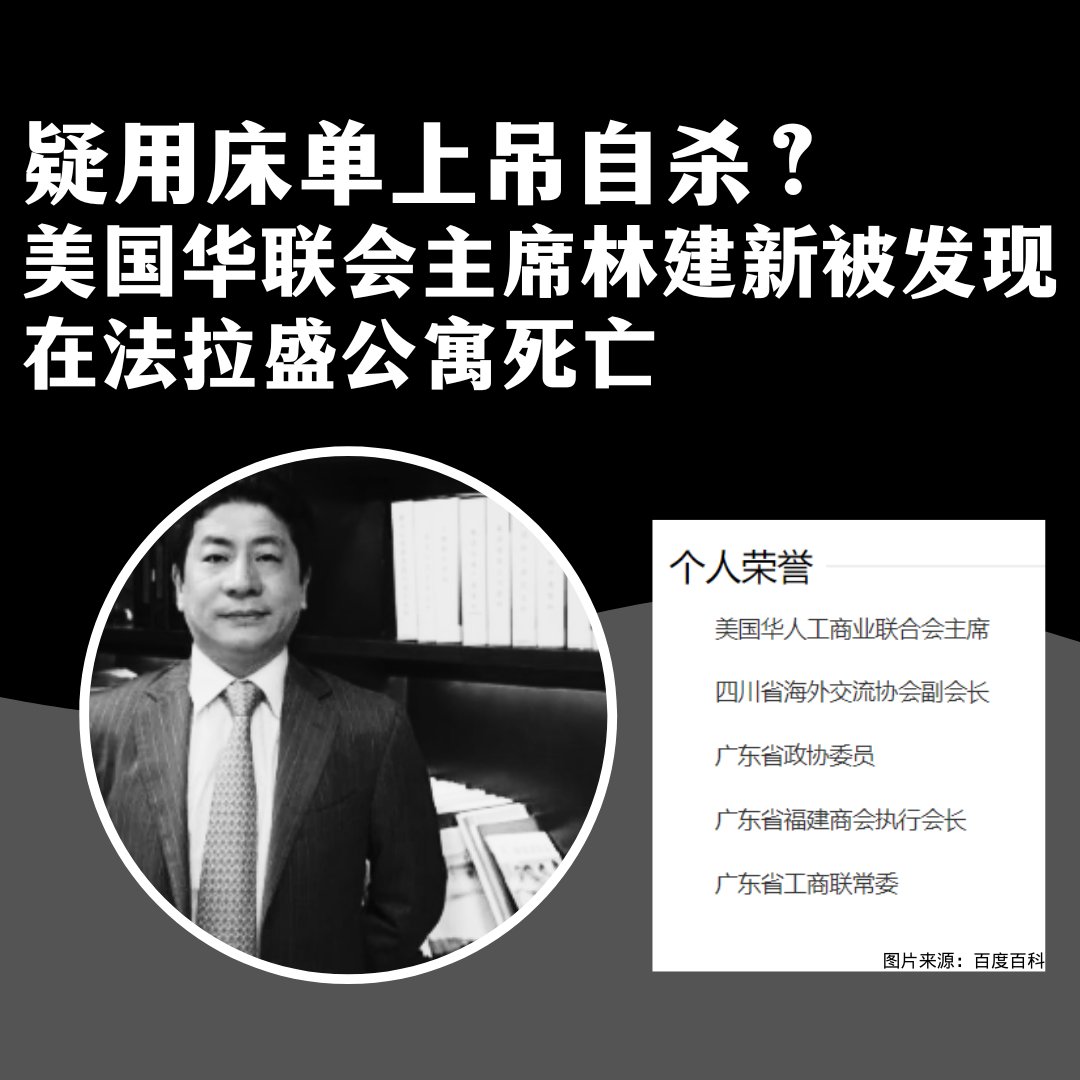 疑用床单上吊自杀？
美国华联会主席林建新被发现
在法拉盛公寓死亡
个人荣誉
美国华人工商业联合会主席
四川省海外交流协会副会长
广东省政协委员
广东省福建商会执行会长
广东省工商联常委
图片来源：百度百科